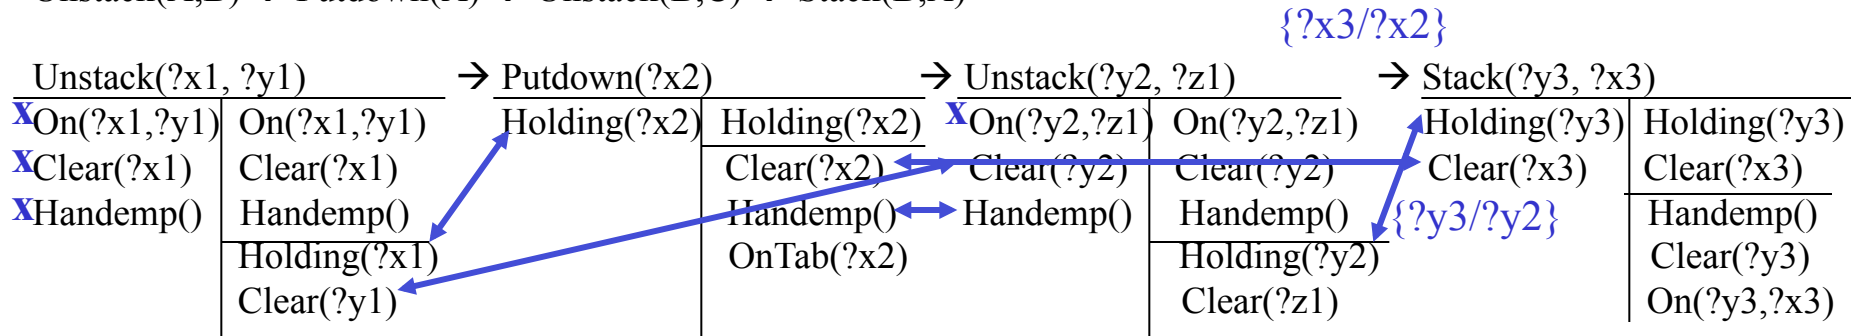 {?x3/?x2}
Unstack(?x1, ?y1) → Putdown(?x2) → Unstack(?y2, ?z1) → Stack(?y3, ?x3)
x On(?x1,?y1) On(?x1,?y1) Holding(?x2) Holding(?x2) x On(?y2,?z1) On(?y2,?z1) Holding(?y3) Holding(?y3)
x Clear(?x1) Clear(?x1) Clear(?x2) Clear(?y2) Clear(?y2) Clear(?x3) Clear(?x3)
x Handemp() Handemp() Handemp() Handemp() Handemp() {?y3/?y2} Handemp()
Holding(?x1) OnTab(?x2) Holding(?y2) Clear(?y3)
Clear(?y1) Clear(?z1) On(?y3,?x3)